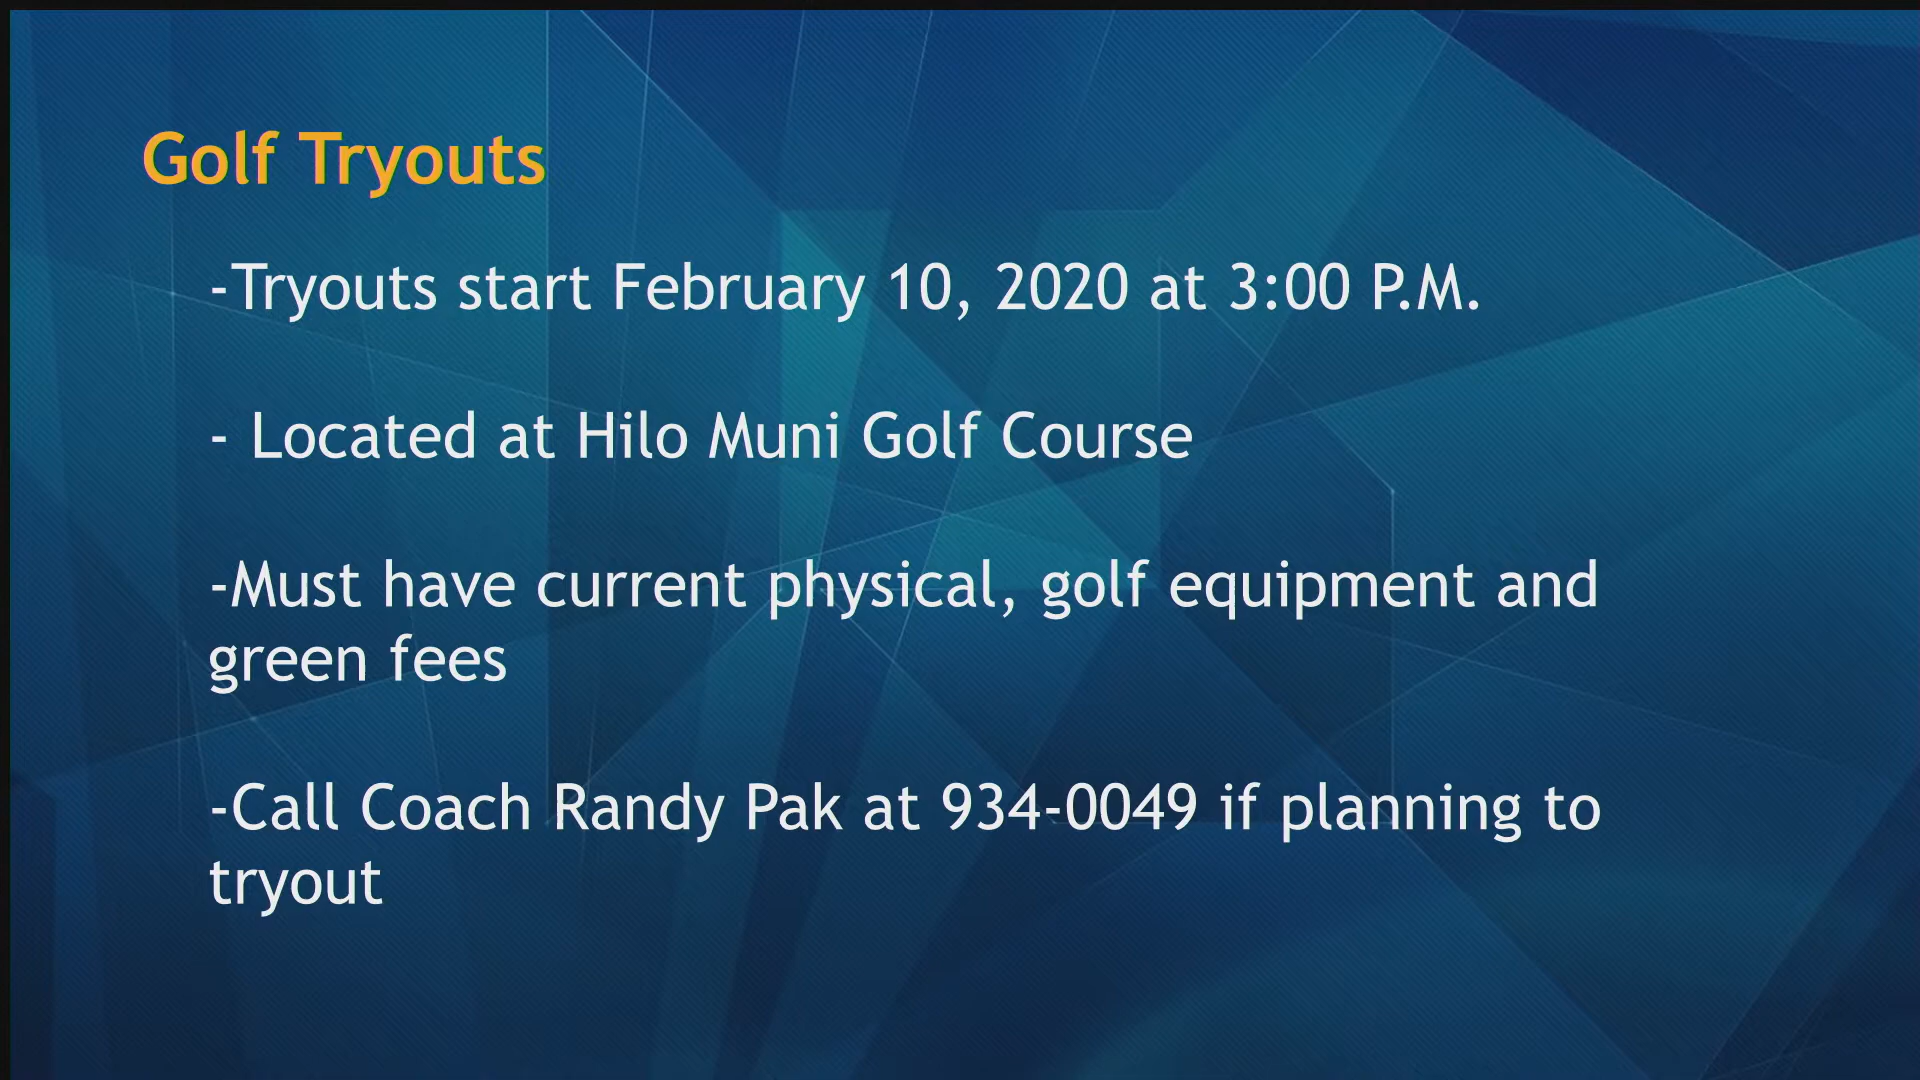 Golf Tryouts
-Tryouts start February 10, 2020 at 3:00 P.M.
- Located at Hilo Muni Golf Course
-Must have current physical, golf equipment and
green fees
-Call Coach Randy Pak at 934-0049 if planning to
tryout